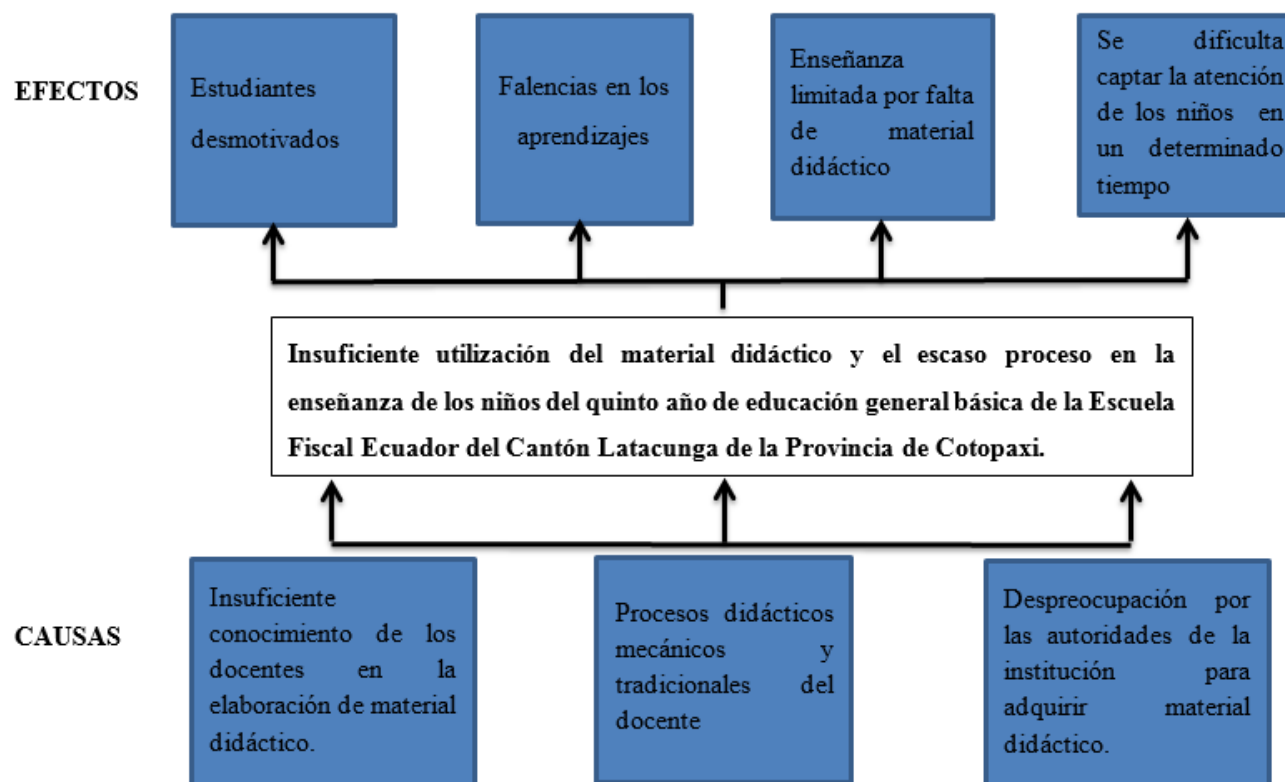 EFECTOS
Estudiantes
desmotivados
Falencias en los
aprendizajes
Enseñanza
limitada por falta
de material
didáctico
Se dificulta
captar la atención
de los niños en
un determinado
tiempo
Insuficiente utilización del material didáctico y el escaso proceso en la
enseñanza de los niños del quinto año de educación general básica de la Escuela
Fiscal Ecuador del Cantón Latacunga de la Provincia de Cotopaxi.
CAUSAS
Insuficiente
conocimiento de los
docentes en la
elaboración de material
didáctico.
Procesos didácticos
mecánicos y
tradicionales del
docente
Despreocupación por
las autoridades de la
institución para
adquirir material
didáctico.